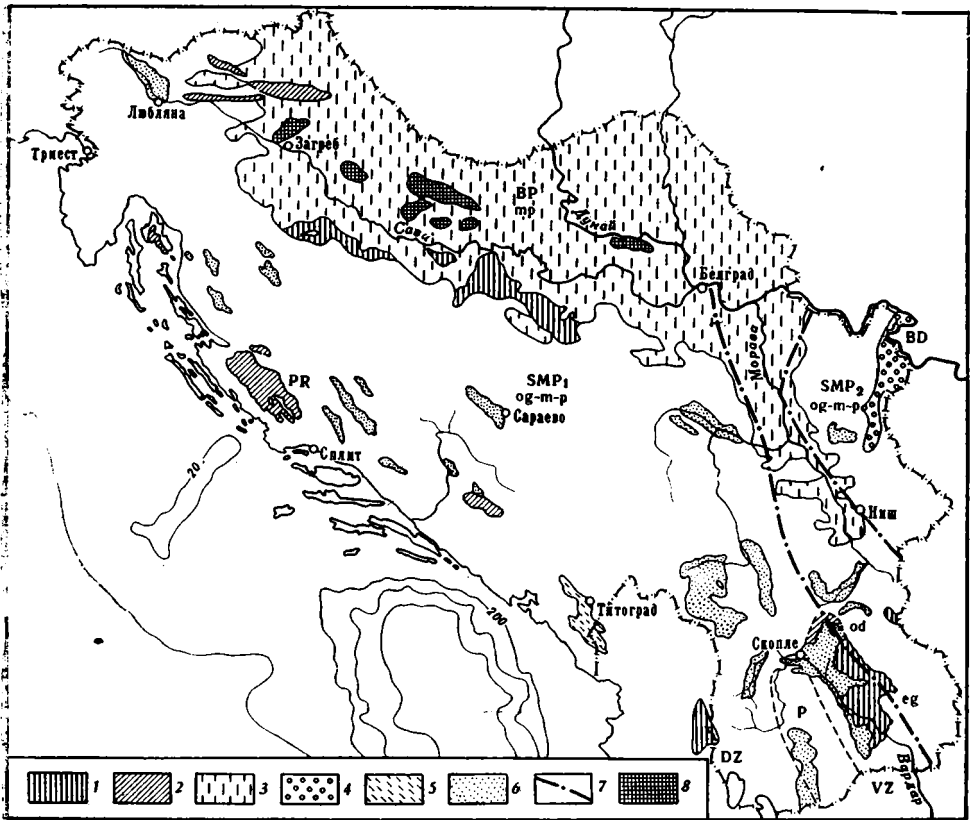 Любляна
Триест
Загреб
BP
mp
Сава
Дунай
Белград
Морава
BD
PR
SMP₁
og-m-p
Сараево
SMP₂
og-m-p
20
Сплит
Ниш
200
Титоград
Скопле
od
eg
P
DZ
VZ
Вардар
1 2 3 4 5 6 7 8